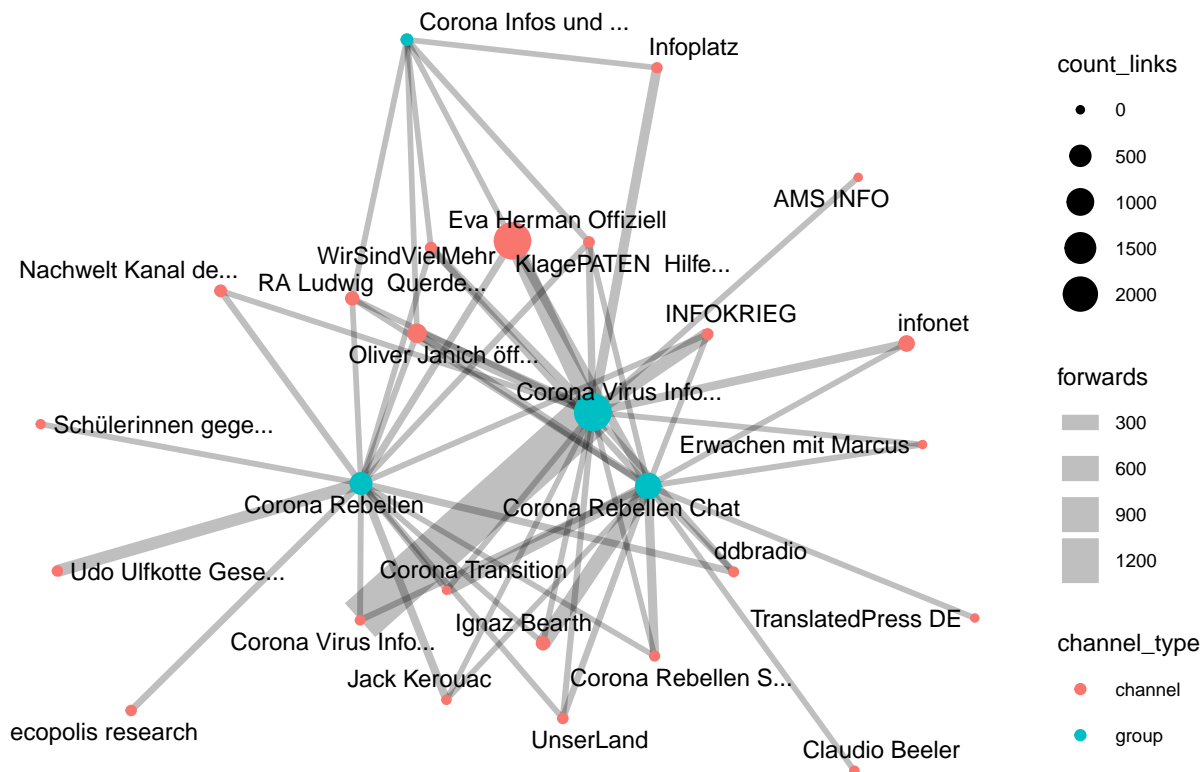 Corona Infos und ...
Infoplatz
AMS INFO
Eva Herman Offiziell
WirSindVielMehr
KlagePATEN  Hilfe...
Nachwelt Kanal de...
RA Ludwig  Querde...
INFOKRIEG
infonet
Oliver Janich öff...
Corona Virus Info...
Schülerinnen gege...
Erwachen mit Marcus
Corona Rebellen
Corona Rebellen Chat
ddbradio
Udo Ulfkotte Gese...
Corona Transition
TranslatedPress DE
Ignaz Bearth
Corona Virus Info...
Jack Kerouac
Corona Rebellen S...
ecopolis research
UnserLand
Claudio Beeler
count_links
0
500
1000
1500
2000
forwards
300
600
900
1200
channel_type
channel
group